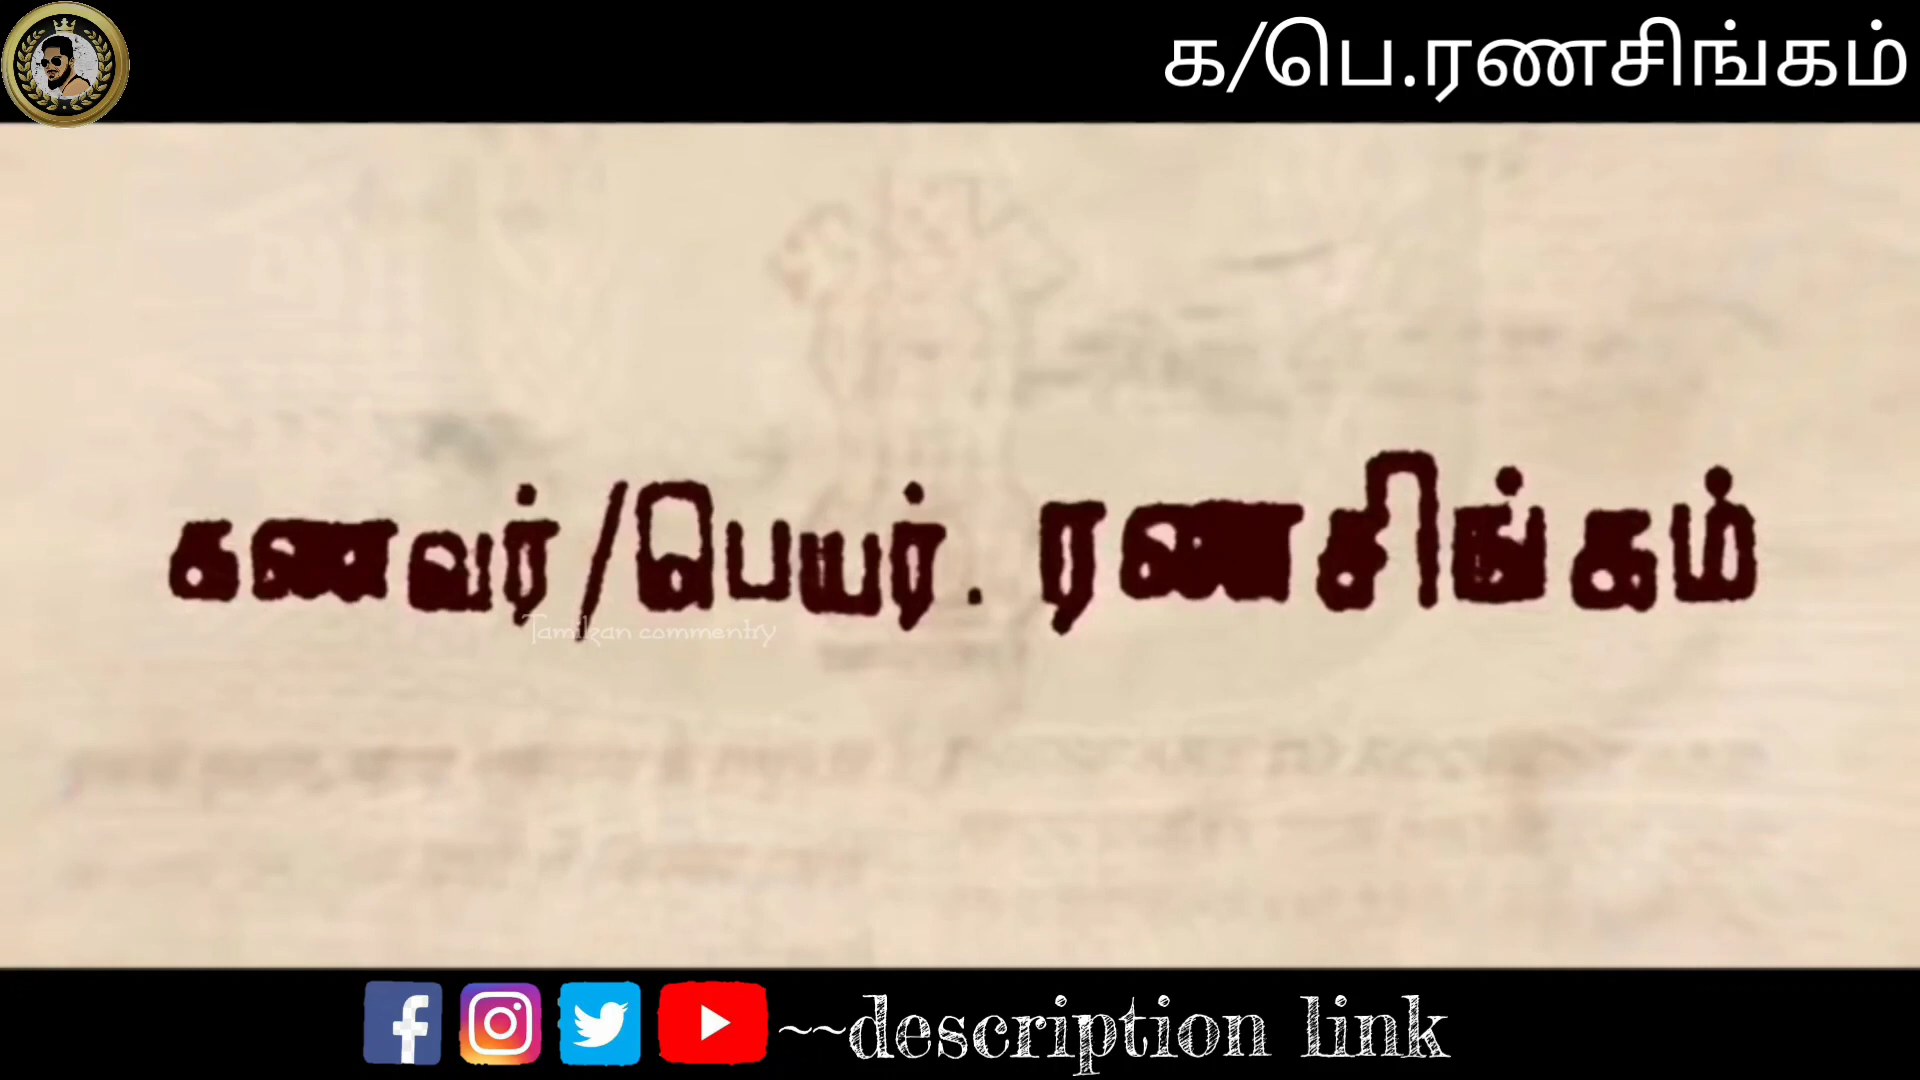 க/பெ.ரணசிங்கம்
கணவர்/பெயர். ரணசிங்கம்
Tamilan commentry
~~description link